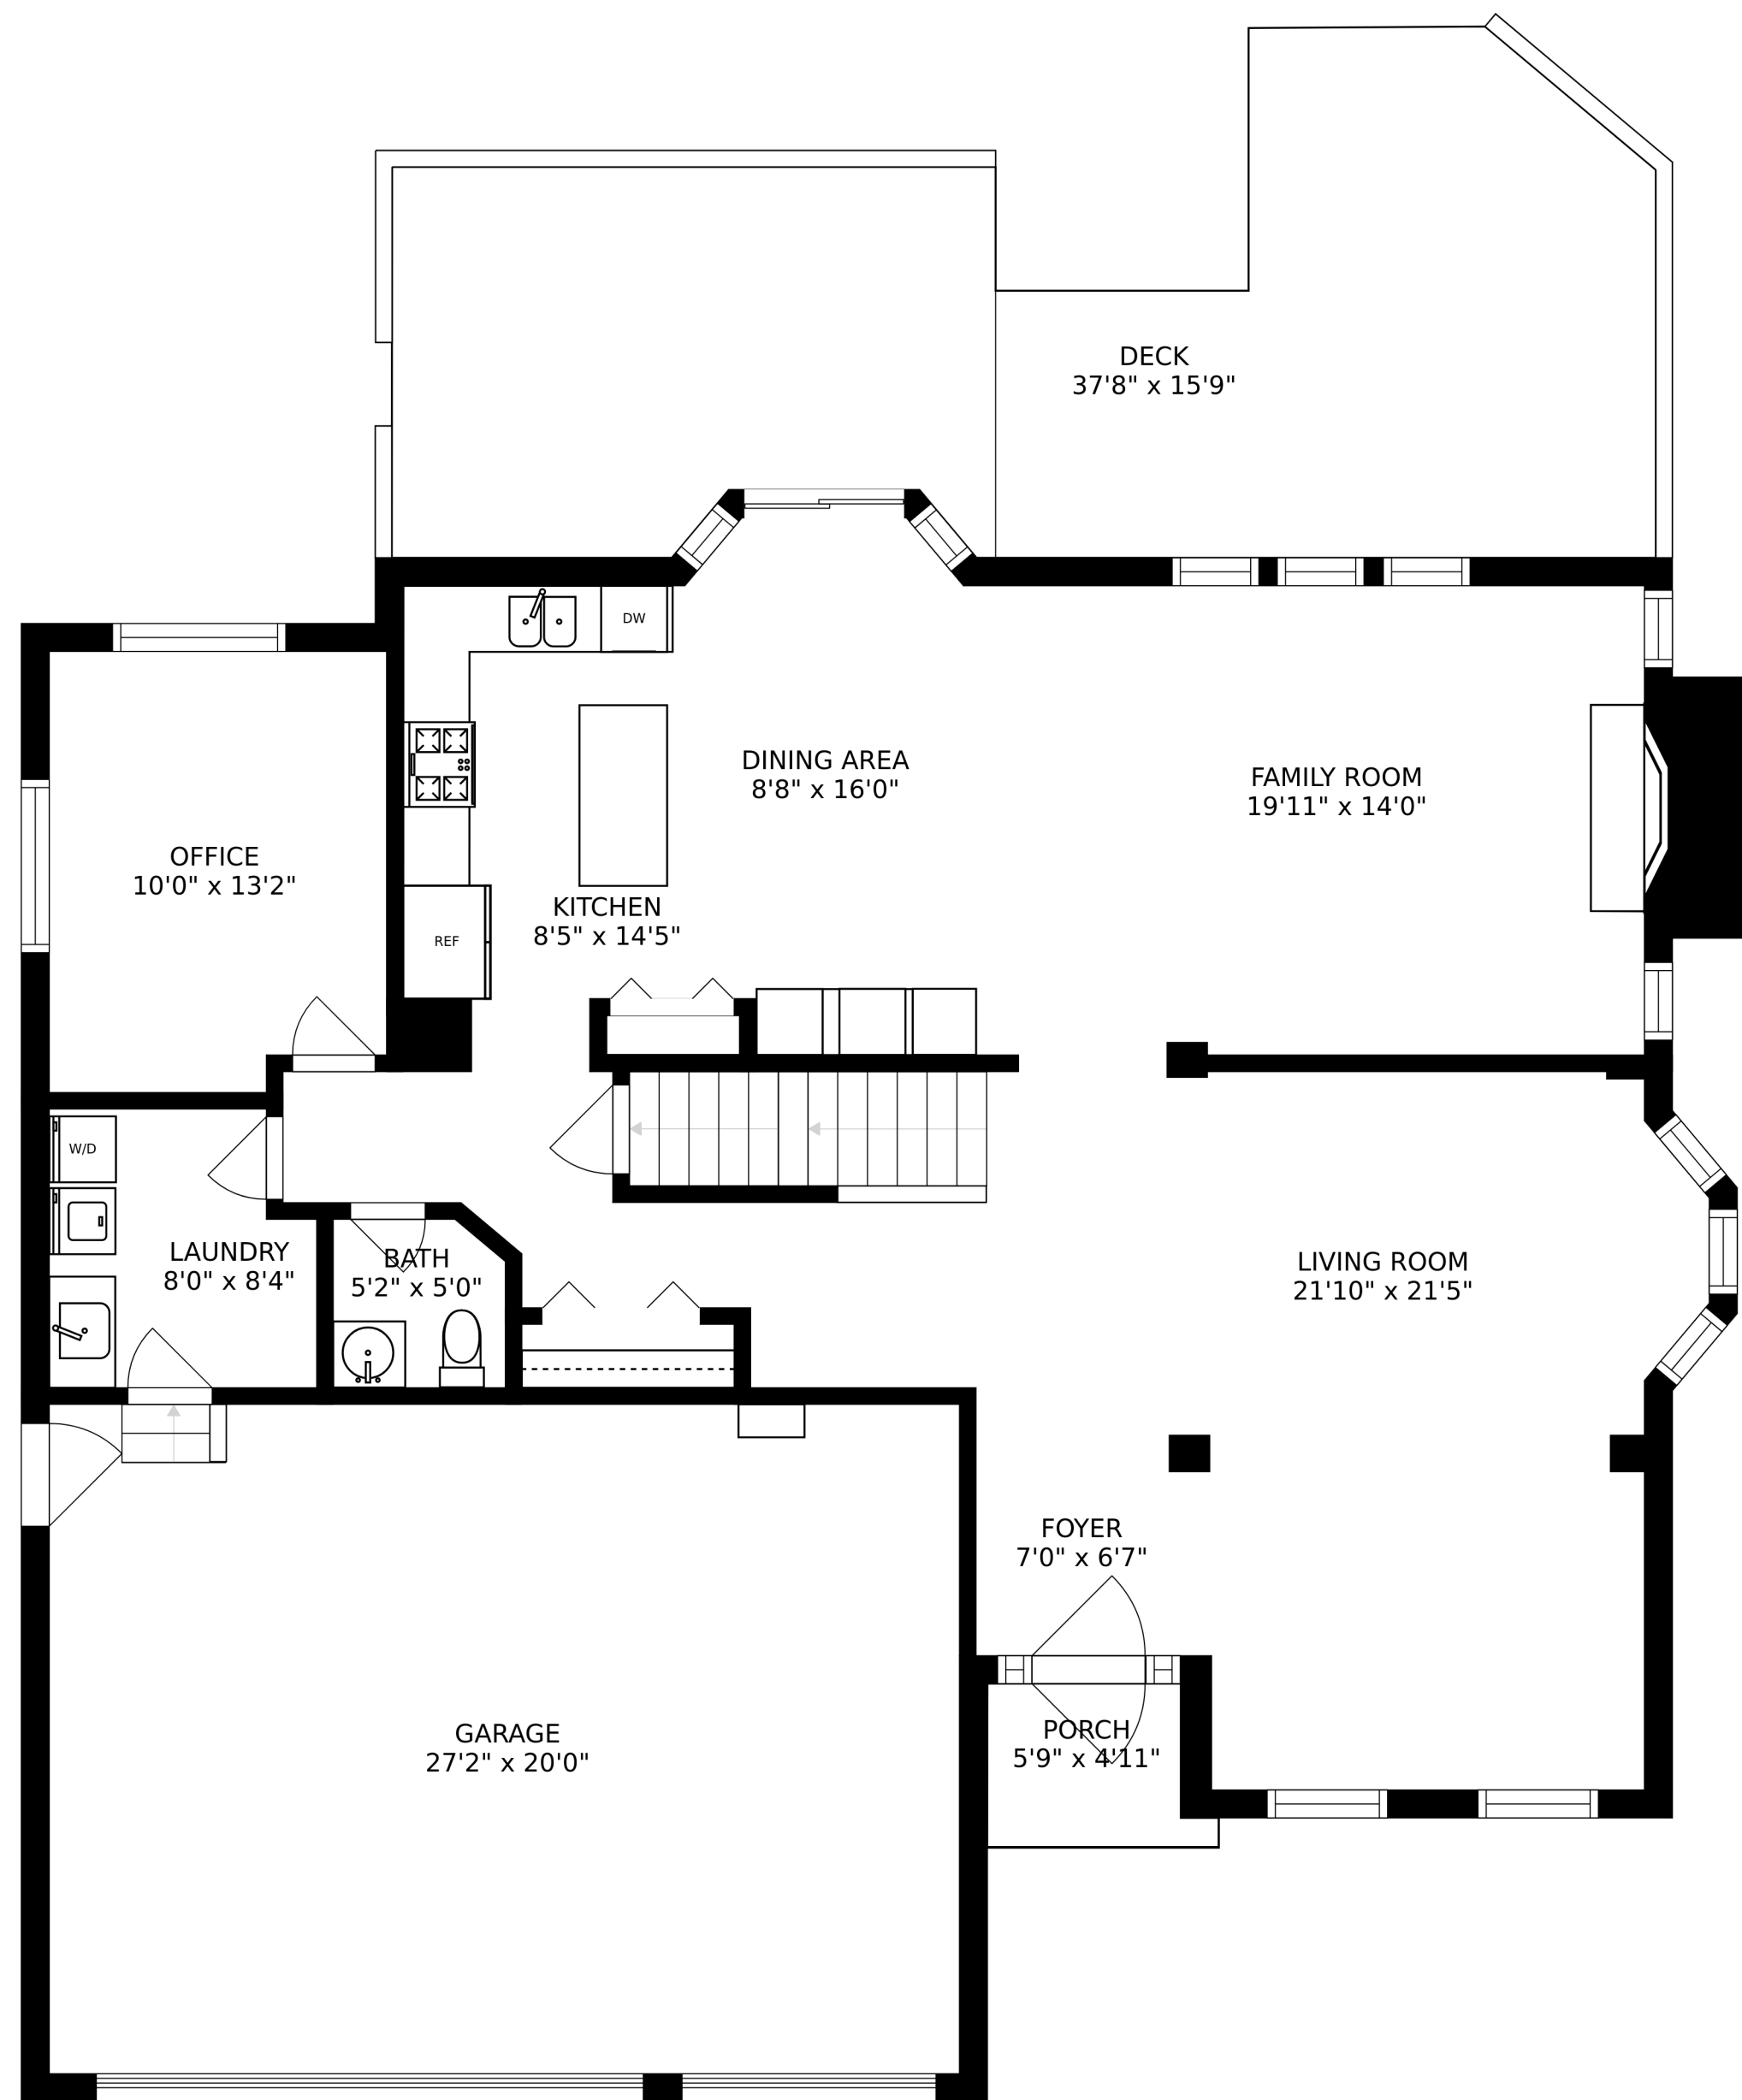 DECK
37'8" x 15'9"
DW
DINING AREA
8'8" x 16'0"
FAMILY ROOM
19'11" x 14'0"
OFFICE
10'0" x 13'2"
KITCHEN
8'5" x 14'5"
REF
W/D
LAUNDRY
8'0" x 8'4"
BATH
5'2" x 5'0"
LIVING ROOM
21'10" x 21'5"
FOYER
7'0" x 6'7"
PORCH
5'9" x 4'11"
GARAGE
27'2" x 20'0"